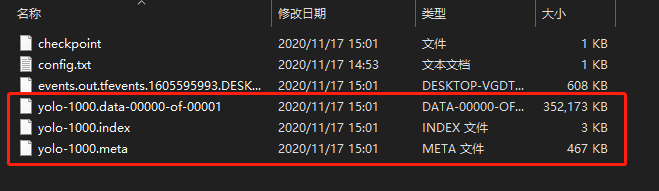 名称 修改日期 类型 大小
checkpoint 2020/11/17 15:01 文件 1 KB
config.txt 2020/11/17 14:53 文本文档 1 KB
events.out.tfevents.1605595993.DESK... 2020/11/17 15:01 DESKTOP-VGDT... 608 KB
yolo-1000.data-00000-of-00001 2020/11/17 15:01 DATA-00000-OF... 352,173 KB
yolo-1000.index 2020/11/17 15:01 INDEX 文件 3 KB
yolo-1000.meta 2020/11/17 15:01 META 文件 467 KB